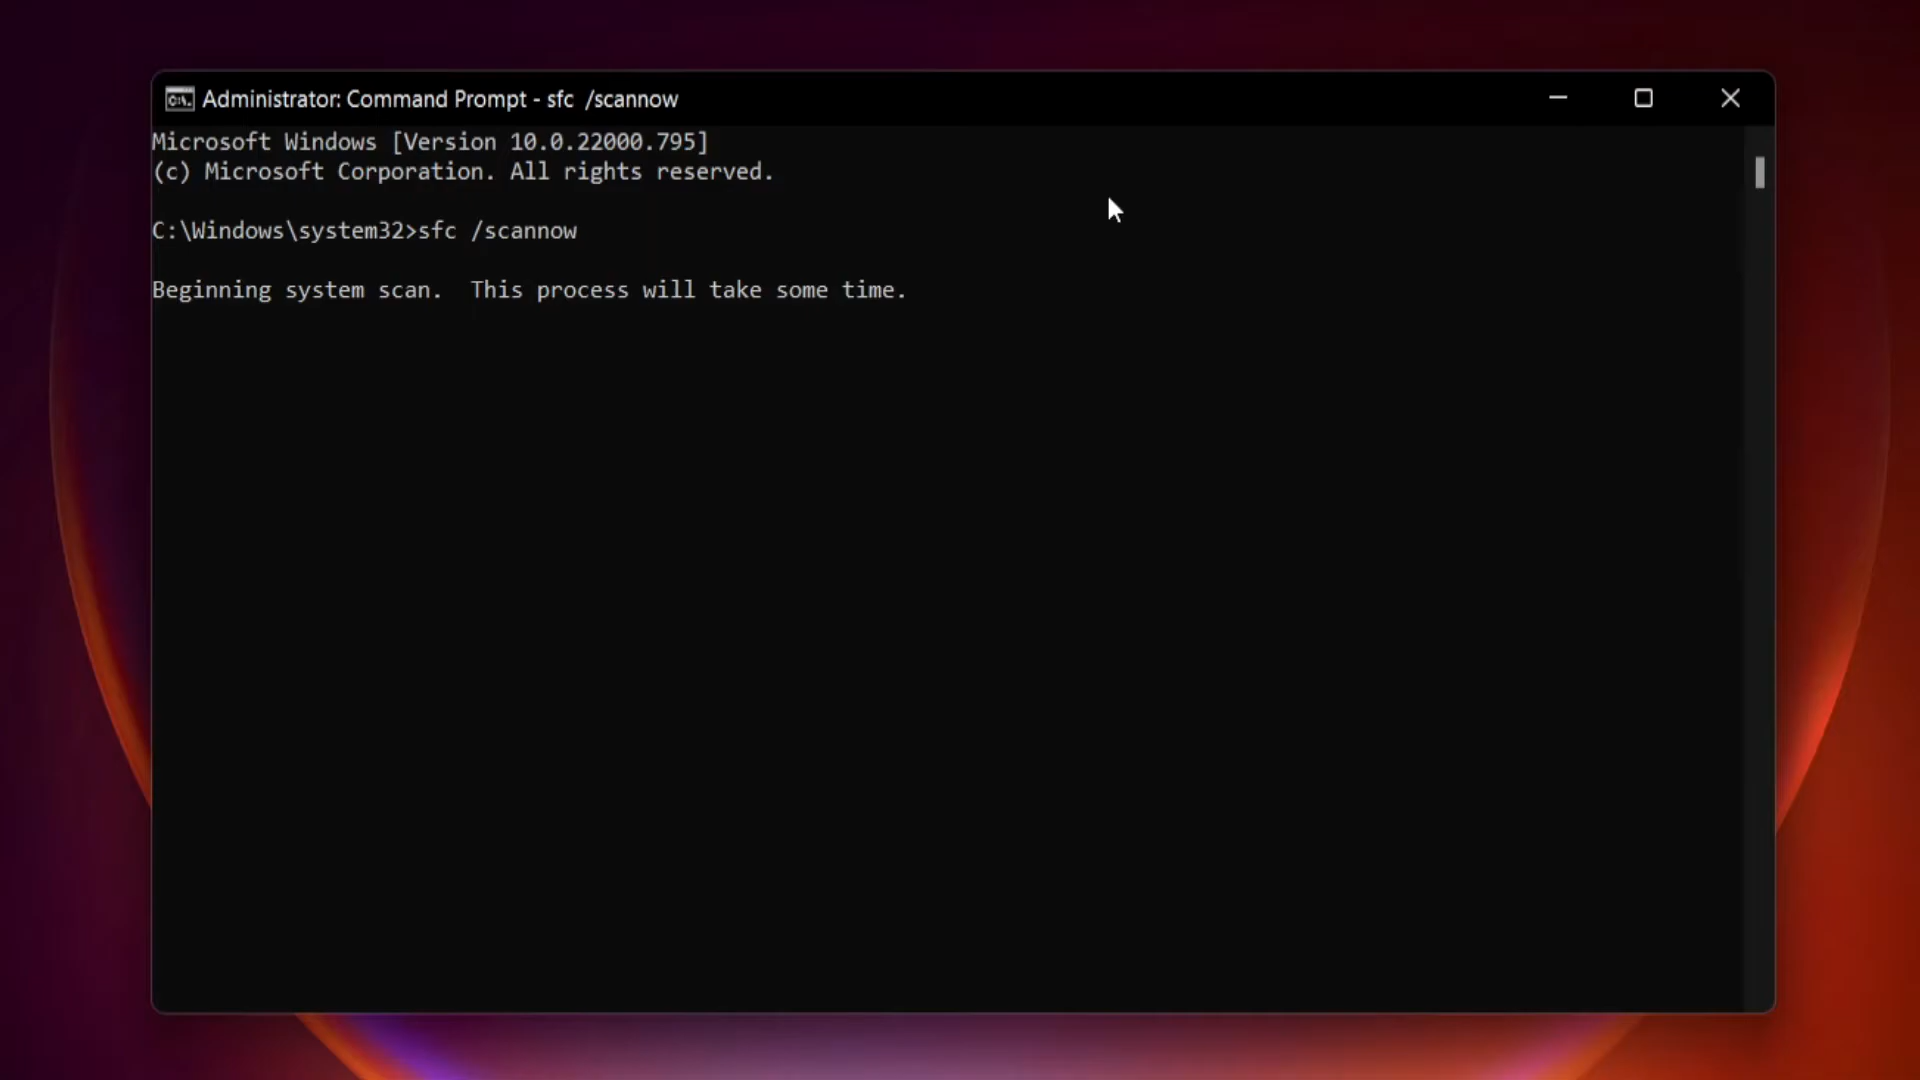 Administrator: Command Prompt - sfc  /scannow
Microsoft Windows [Version 10.0.22000.795]
(c) Microsoft Corporation. All rights reserved.
C:\Windows\system32>sfc /scannow
Beginning system scan.  This process will take some time.